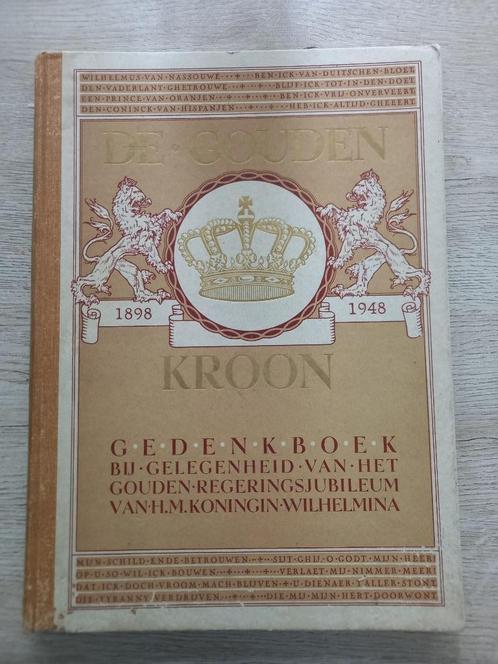 WILHELMUS·VAN·NASSOUWE···+···BEN·ICK·VAN·DUITSCHEN·BLOET
DEN·VADERLANT·GHETROUWE···+···BLIJF·ICK·TOT·IN·DEN·DOET
EEN·PRINCE·VAN·ORANJEN···+···BEN·ICK·VRIJ·ONVERVEERT
DEN·CONINCK·VAN·HISPANJEN···+···HEB·ICK·ALTIJD·GHEEERT
DE·GOUDEN
1898
1948
KROON
G·E·D·E·N·K·B·O·E·K
BIJ·GELEGENHEID·VAN·HET
GOUDEN·REGERINGSJUBILEUM
VAN·H.M.KONINGIN·WILHELMINA
MIJN·SCHILD·ENDE·BETROUWEN···+···SIJT·GHIJ·O·GODT·MIJN·HEER
OP·U·SO·WIL·ICK·BOUWEN···+···VERLAET·MIJ·NIMMER·MEER
DAT·ICK·DOCH·VROOM·MACH·BLIJVEN·+·U·DIENAER·TALLER·STONT
DIE·TYRANNY·VERDRIJVEN···+···DIE·MIJ·MIJN·HERT·DOORWONT